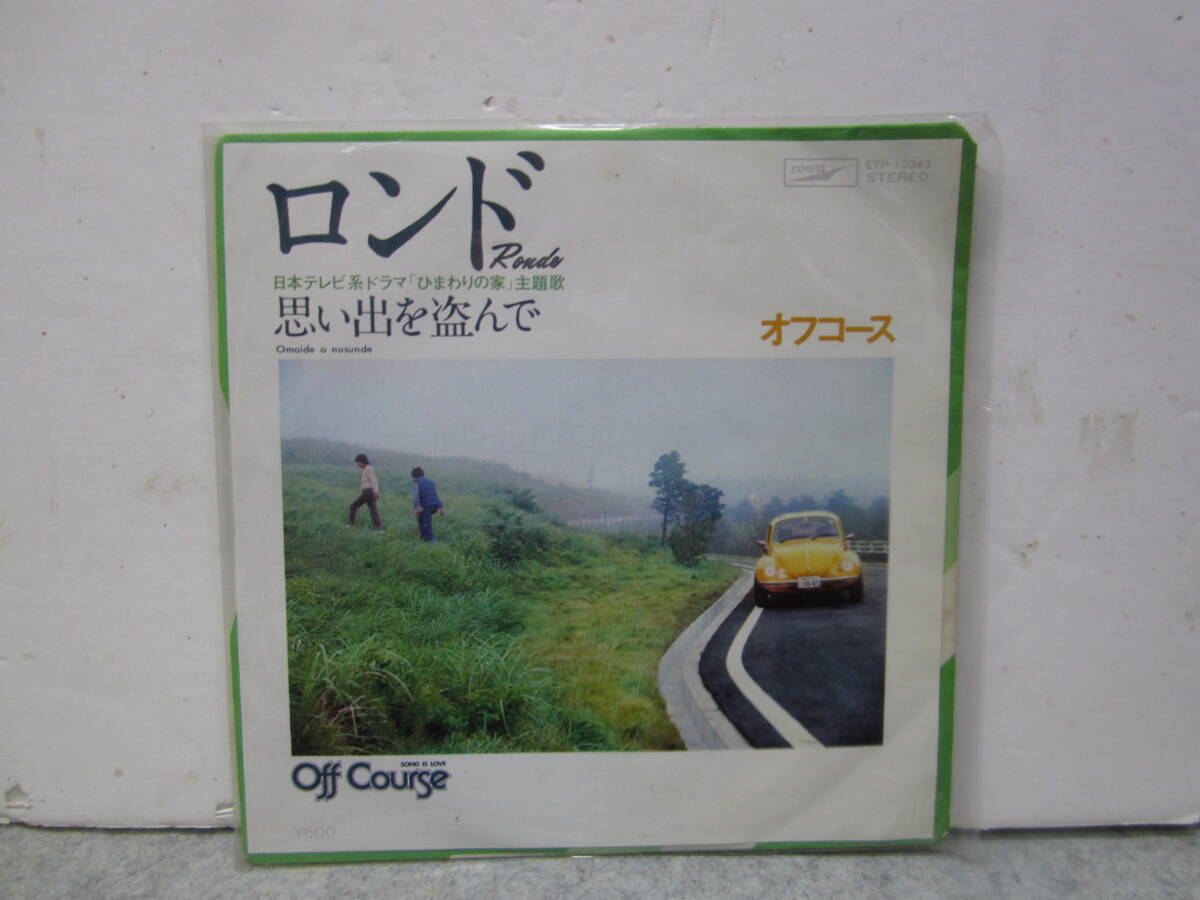 ロンド
Ronde
日本テレビ系ドラマ「ひまわりの家」主題歌
思い出を盗んで
Omoide o nusunde
EXPRESS
ETP-10343
STEREO
オフコース
SONG IS LOVE
Off Course
¥600